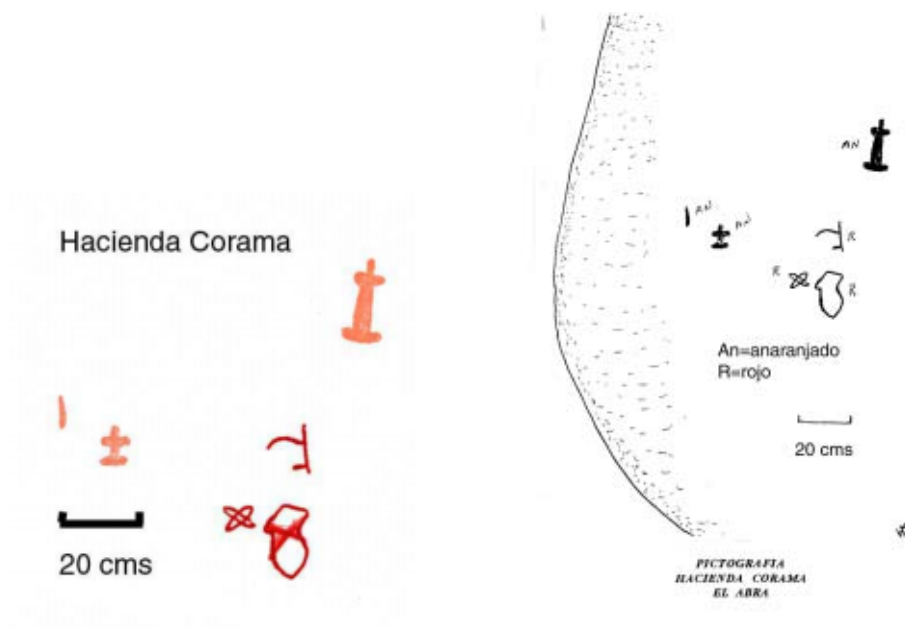 Hacienda Corama
20 cms
AN
AN
AN
R
R
R
An=anaranjado
R=rojo
20 cms
PICTOGRAFIA
HACIENDA CORAMA
EL ABRA